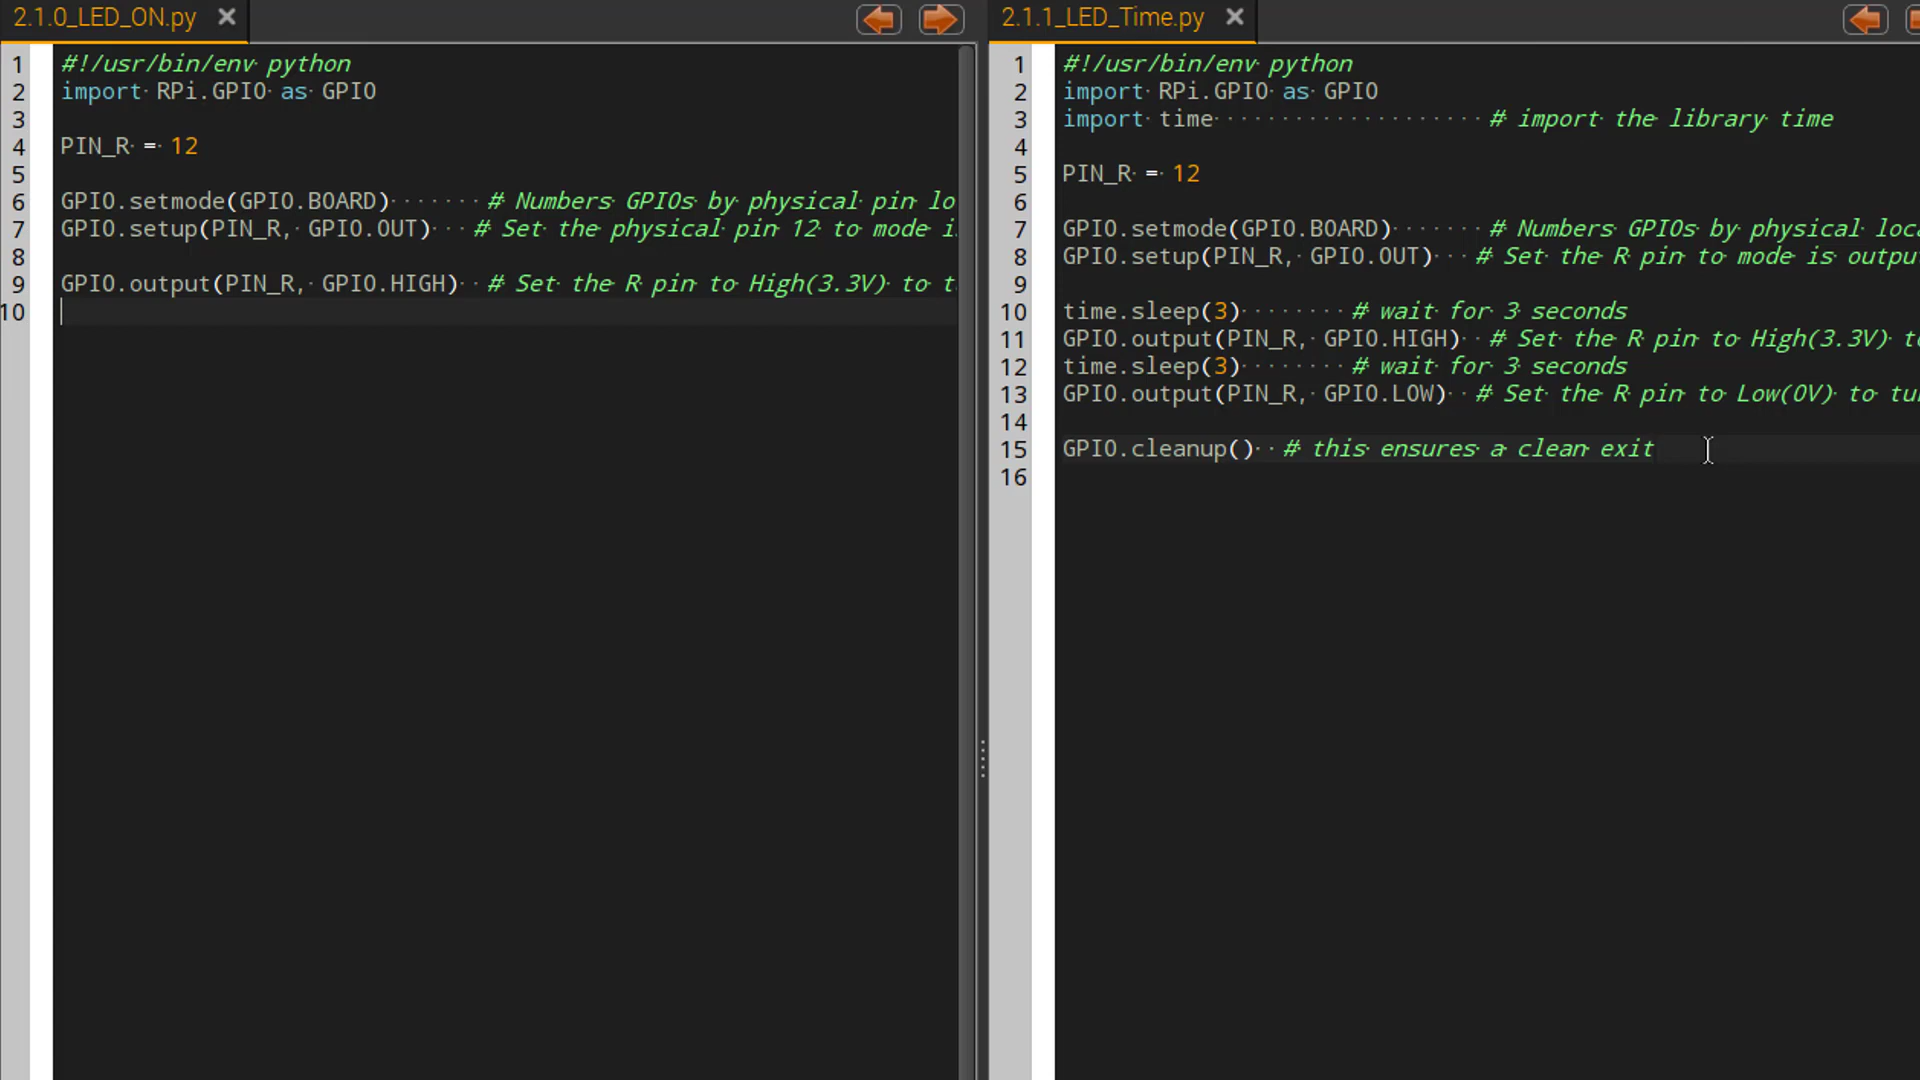 2.1.0_LED_ON.py
1 #!/usr/bin/env python
2 import RPi.GPIO as GPIO
3
4 PIN_R = 12
5
6 GPIO.setmode(GPIO.BOARD) # Numbers GPIOs by physical pin lo
7 GPIO.setup(PIN_R, GPIO.OUT) # Set the physical pin 12 to mode i
8
9 GPIO.output(PIN_R, GPIO.HIGH) # Set the R pin to High(3.3V) to t
10
2.1.1_LED_Time.py
1 #!/usr/bin/env python
2 import RPi.GPIO as GPIO
3 import time # import the library time
4
5 PIN_R = 12
6
7 GPIO.setmode(GPIO.BOARD) # Numbers GPIOs by physical loc
8 GPIO.setup(PIN_R, GPIO.OUT) # Set the R pin to mode is outpu
9
10 time.sleep(3) # wait for 3 seconds
11 GPIO.output(PIN_R, GPIO.HIGH) # Set the R pin to High(3.3V) to
12 time.sleep(3) # wait for 3 seconds
13 GPIO.output(PIN_R, GPIO.LOW) # Set the R pin to Low(0V) to tu
14
15 GPIO.cleanup() # this ensures a clean exit
16